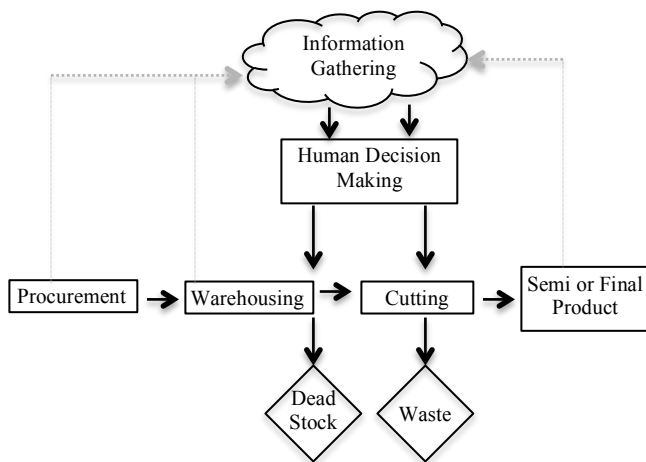 Information
Gathering
Human Decision
Making
Procurement
Warehousing
Cutting
Semi or Final
Product
Dead
Stock
Waste